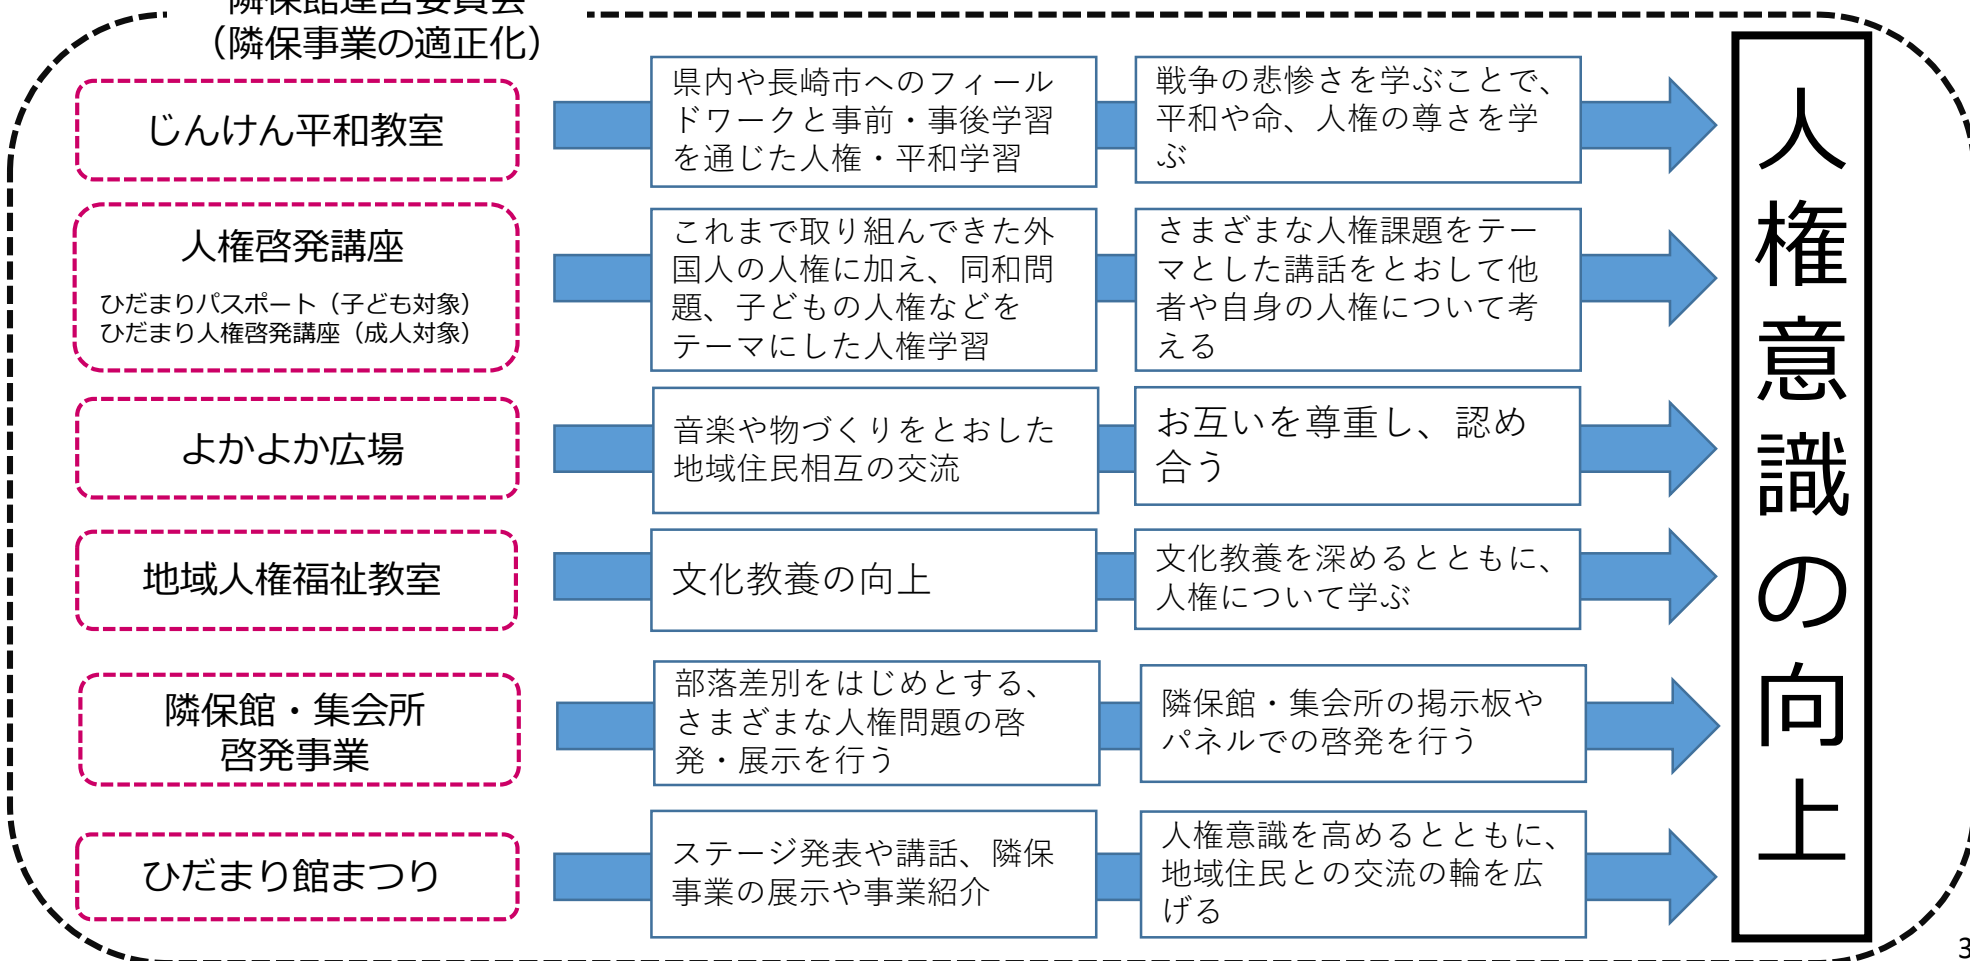 隣保館運営委員会
（隣保事業の適正化）
じんけん平和教室
県内や長崎市へのフィール
ドワークと事前・事後学習
を通じた人権・平和学習
戦争の悲惨さを学ぶことで、
平和や命、人権の尊さを学
ぶ
人権啓発講座
ひだまりパスポート（子ども対象）
ひだまり人権啓発講座（成人対象）
これまで取り組んできた外
国人の人権に加え、同和問
題、子どもの人権などを
テーマにした人権学習
さまざまな人権課題をテー
マとした講話をとおして他
者や自身の人権について考
える
よかよか広場
音楽や物づくりをとおした
地域住民相互の交流
お互いを尊重し、認め
合う
地域人権福祉教室
文化教養の向上
文化教養を深めるとともに、
人権について学ぶ
隣保館・集会所
啓発事業
部落差別をはじめとする、
さまざまな人権問題の啓
発・展示を行う
隣保館・集会所の掲示板や
パネルでの啓発を行う
ひだまり館まつり
ステージ発表や講話、隣保
事業の展示や事業紹介
人権意識を高めるとともに、
地域住民との交流の輪を広
げる
人権意識の向上
3